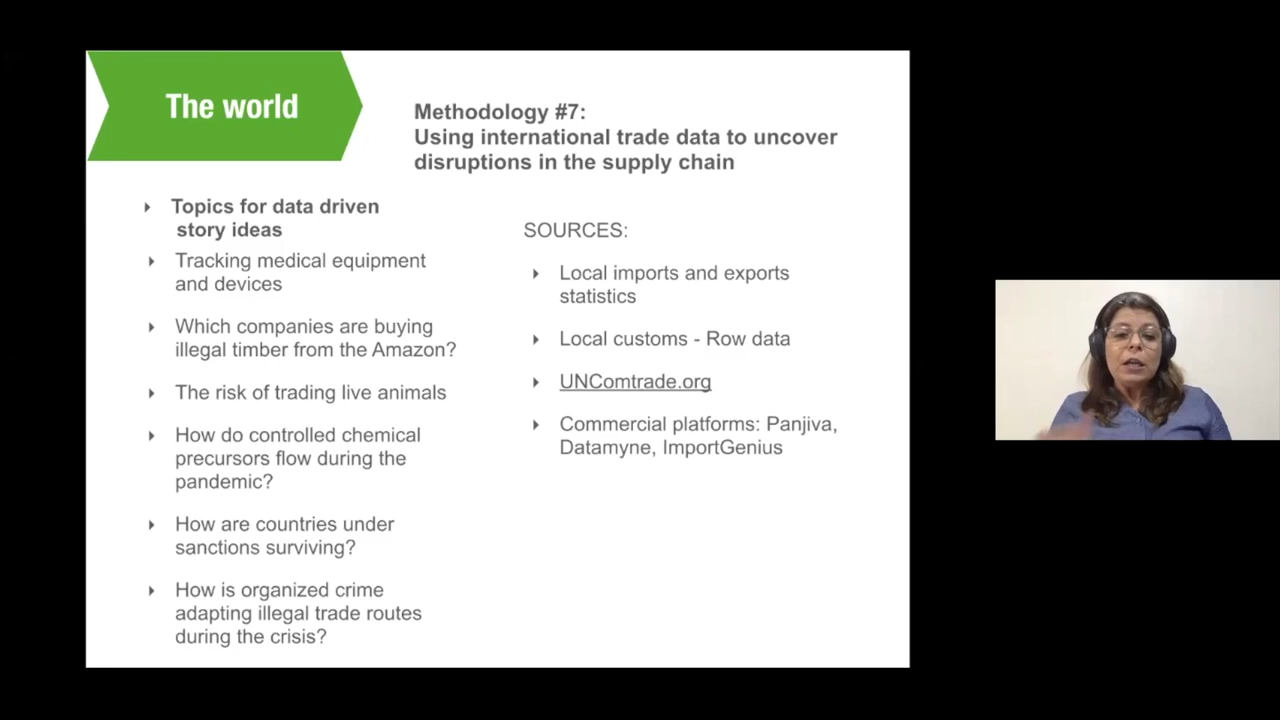 The world
Methodology #7:
Using international trade data to uncover
disruptions in the supply chain
Topics for data driven
story ideas
Tracking medical equipment
and devices
Which companies are buying
illegal timber from the Amazon?
The risk of trading live animals
How do controlled chemical
precursors flow during the
pandemic?
How are countries under
sanctions surviving?
How is organized crime
adapting illegal trade routes
during the crisis?
SOURCES:
Local imports and exports
statistics
Local customs - Row data
UNComtrade.org
Commercial platforms: Panjiva,
Datamyne, ImportGenius